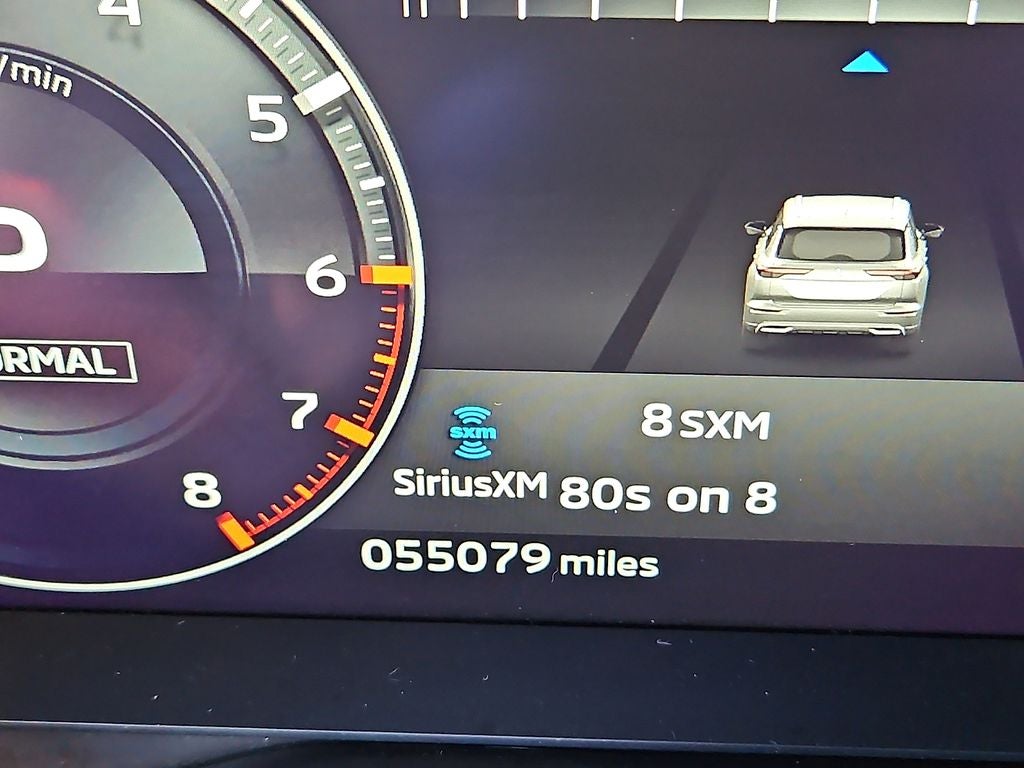 4
/min
5
6
ORMAL
7
8
sxm
8 SXM
SiriusXM 80s on 8
055079 miles